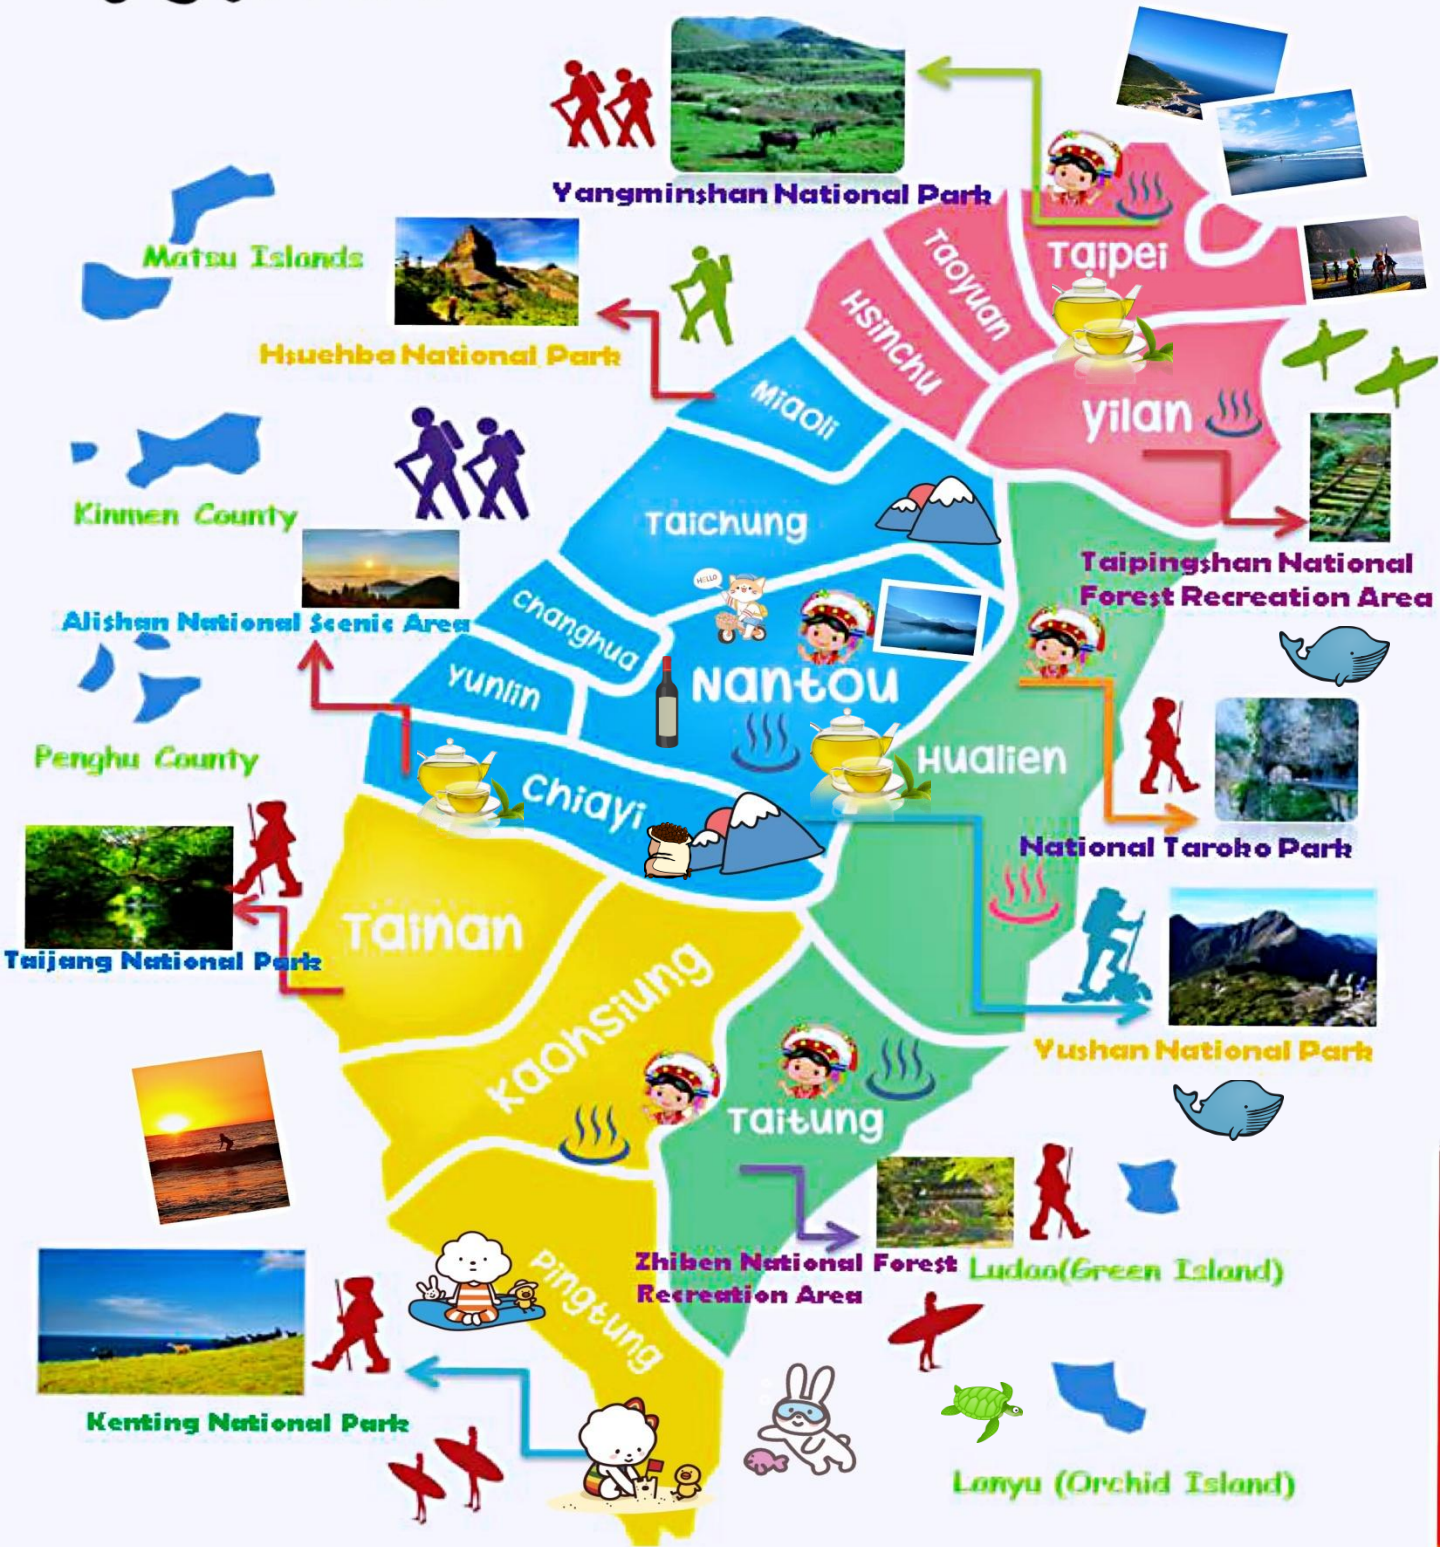 Yangminshan National Park
Matsu Islands
Taipei
Taoyuan
Hsinchu
Hsuehba National Park
Miaoli
Yilan
Kinmen County
Taichung
Taipingshan National
Forest Recreation Area
Alishan National Scenic Area
HELLO
Changhua
Yunlin
Nantou
Penghu County
Hualien
Chiayi
National Taroko Park
Tainan
Taijang National Park
Kaohsiung
Yushan National Park
Taitung
Zhiben National Forest
Recreation Area
Ludao(Green Island)
Pingtung
Kenting National Park
Lanyu (Orchid Island)